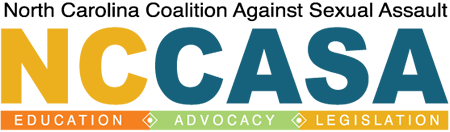 North Carolina Coalition Against Sexual Assault
NCCASA
EDUCATION ADVOCACY LEGISLATION